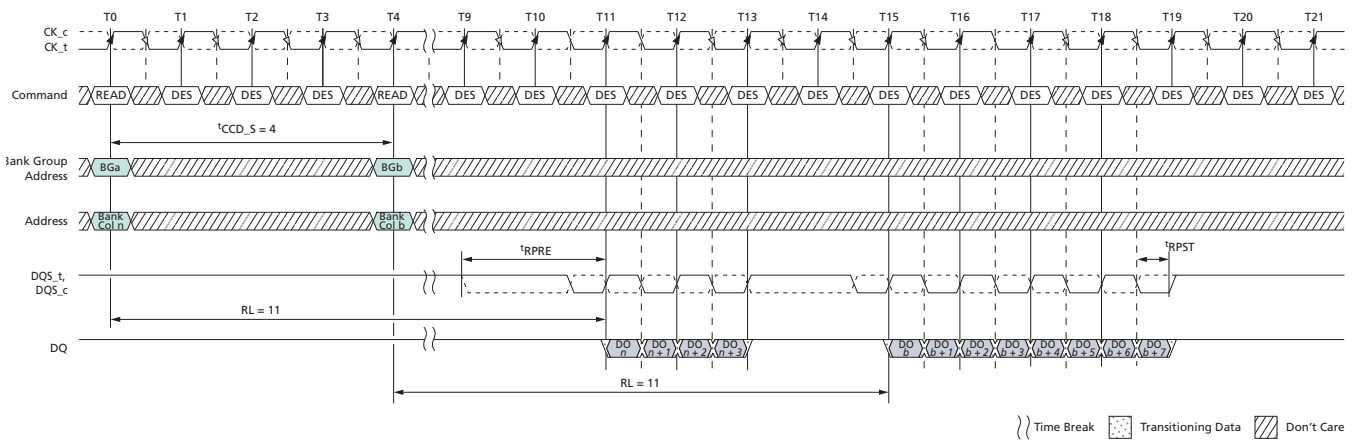 T0 T1 T2 T3 T4 T9 T10 T11 T12 T13 T14 T15 T16 T17 T18 T19 T20 T21
CK_c
CK_t
Command READ DES DES DES READ DES DES DES DES DES DES DES DES DES DES DES DES DES
tCCD_S = 4
Bank Group
Address
BGa BGb
Address
Bank
Col n
Bank
Col b
tRPRE tRPST
DQS_t,
DQS_c
RL = 11
DQ
DO
n
DO
n + 1
DO
n + 2
DO
n + 3
DO
b
DO
b + 1
DO
b + 2
DO
b + 3
DO
b + 4
DO
b + 5
DO
b + 6
DO
b + 7
RL = 11
Time Break Transitioning Data Don't Care